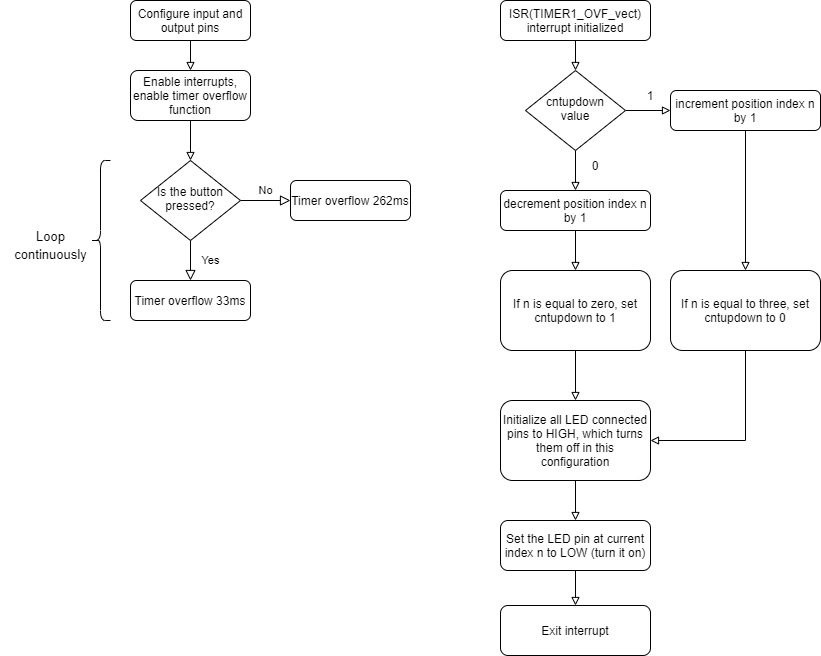 Configure input and
output pins
Enable interrupts,
enable timer overflow
function
Is the button
pressed?
No
Timer overflow 262ms
Yes
Timer overflow 33ms
Loop
continuously
ISR(TIMER1_OVF_vect)
interrupt initialized
cntupdown
value
1
increment position index n
by 1
0
decrement position index n
by 1
If n is equal to zero, set
cntupdown to 1
If n is equal to three, set
cntupdown to 0
Initialize all LED connected
pins to HIGH, which turns
them off in this
configuration
Set the LED pin at current
index n to LOW (turn it on)
Exit interrupt